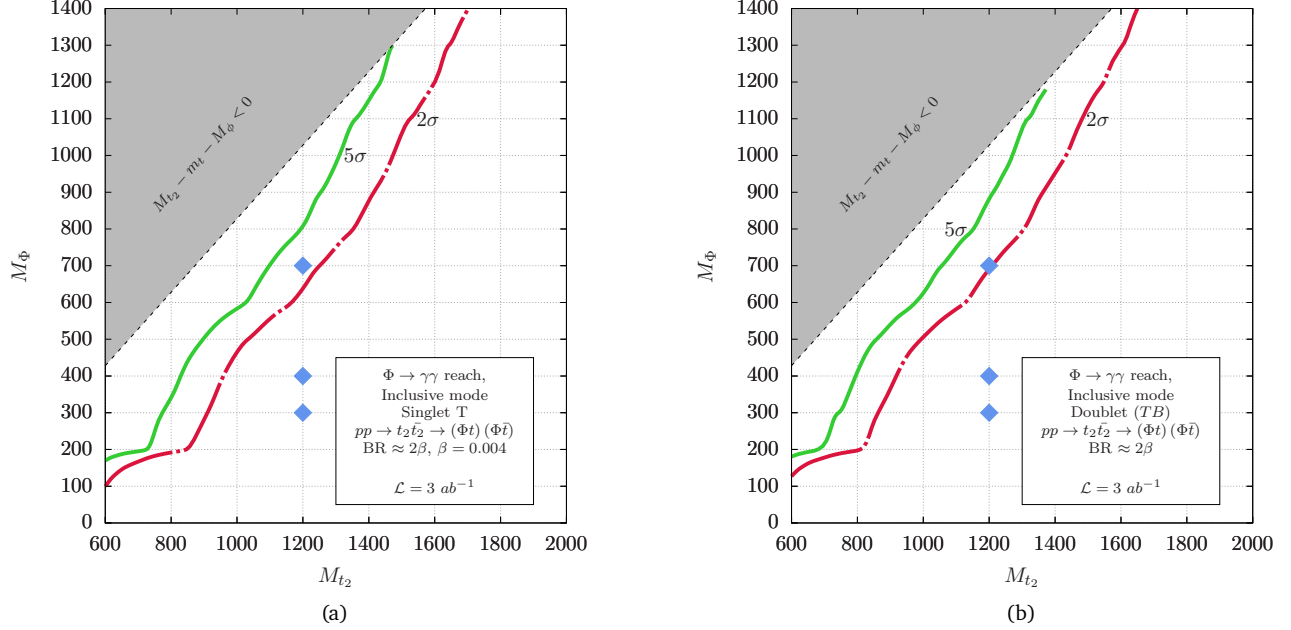 1400
1300
1200
1100
1000
900
800
700
600
500
400
300
200
100
0
600 800 1000 1200 1400 1600 1800 2000
M_Φ
M_{t_2}
M_{t_2} − m_t − M_ϕ < 0
5σ
2σ
Φ → γγ reach,
Inclusive mode
Singlet T
pp → t_2 t̄_2 → (Φt) (Φt̄)
BR ≈ 2β, β = 0.004
ℒ = 3 ab^{−1}
(a)
1400
1300
1200
1100
1000
900
800
700
600
500
400
300
200
100
0
600 800 1000 1200 1400 1600 1800 2000
M_Φ
M_{t_2}
M_{t_2} − m_t − M_ϕ < 0
2σ
5σ
Φ → γγ reach,
Inclusive mode
Doublet (TB)
pp → t_2 t̄_2 → (Φt) (Φt̄)
BR ≈ 2β
ℒ = 3 ab^{−1}
(b)